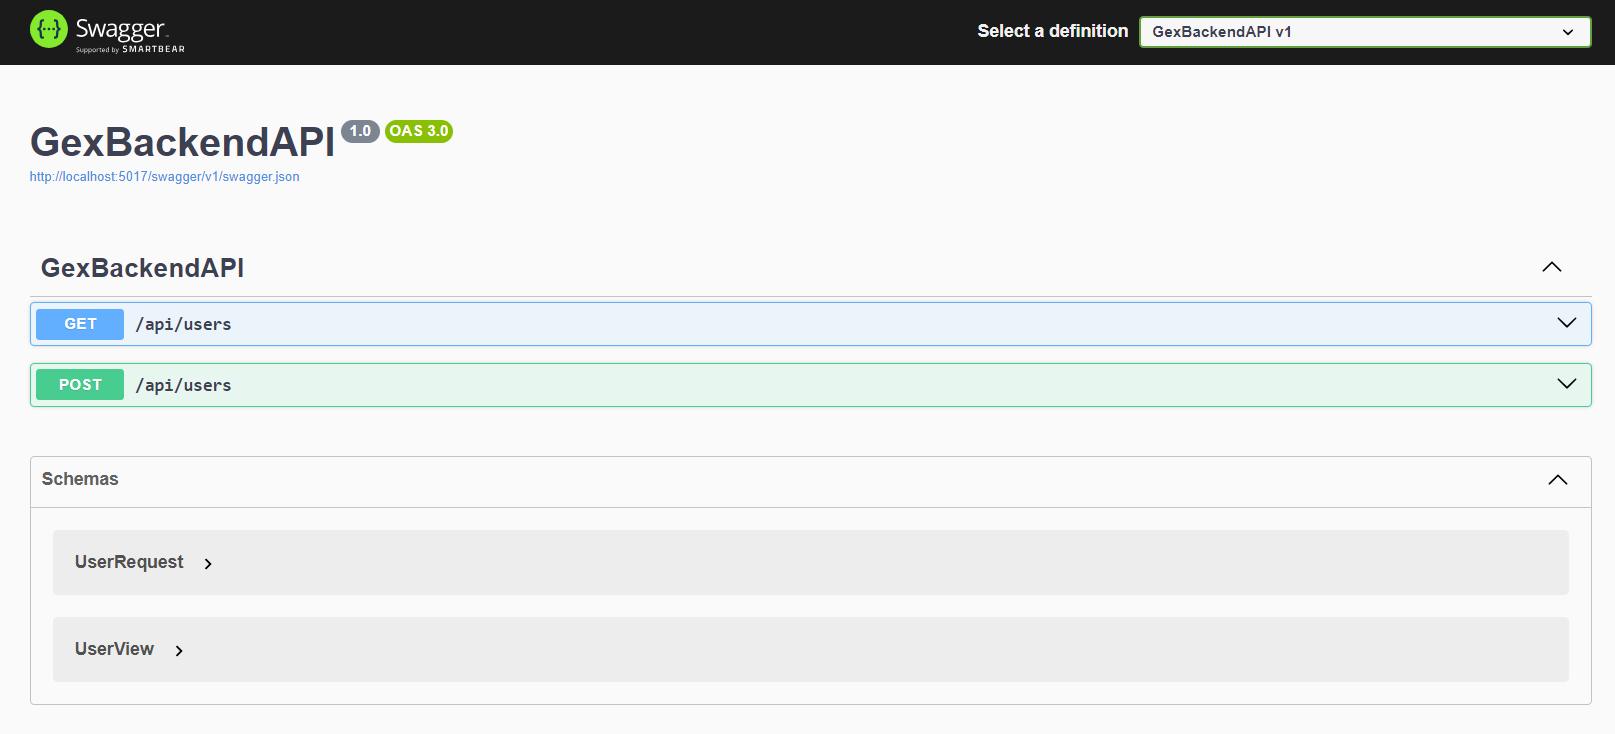 Swagger
Supported by SMARTBEAR
Select a definition
GexBackendAPI v1
GexBackendAPI 1.0 OAS 3.0
http://localhost:5017/swagger/v1/swagger.json
GexBackendAPI
GET /api/users
POST /api/users
Schemas
UserRequest
UserView